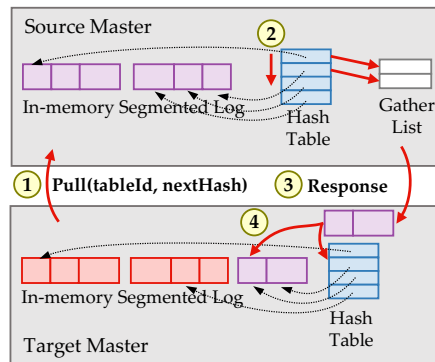 Source Master
2
In-memory Segmented Log
Hash
Table
Gather
List
1
Pull(tableId, nextHash)
3
Response
4
In-memory Segmented Log
Hash
Table
Target Master